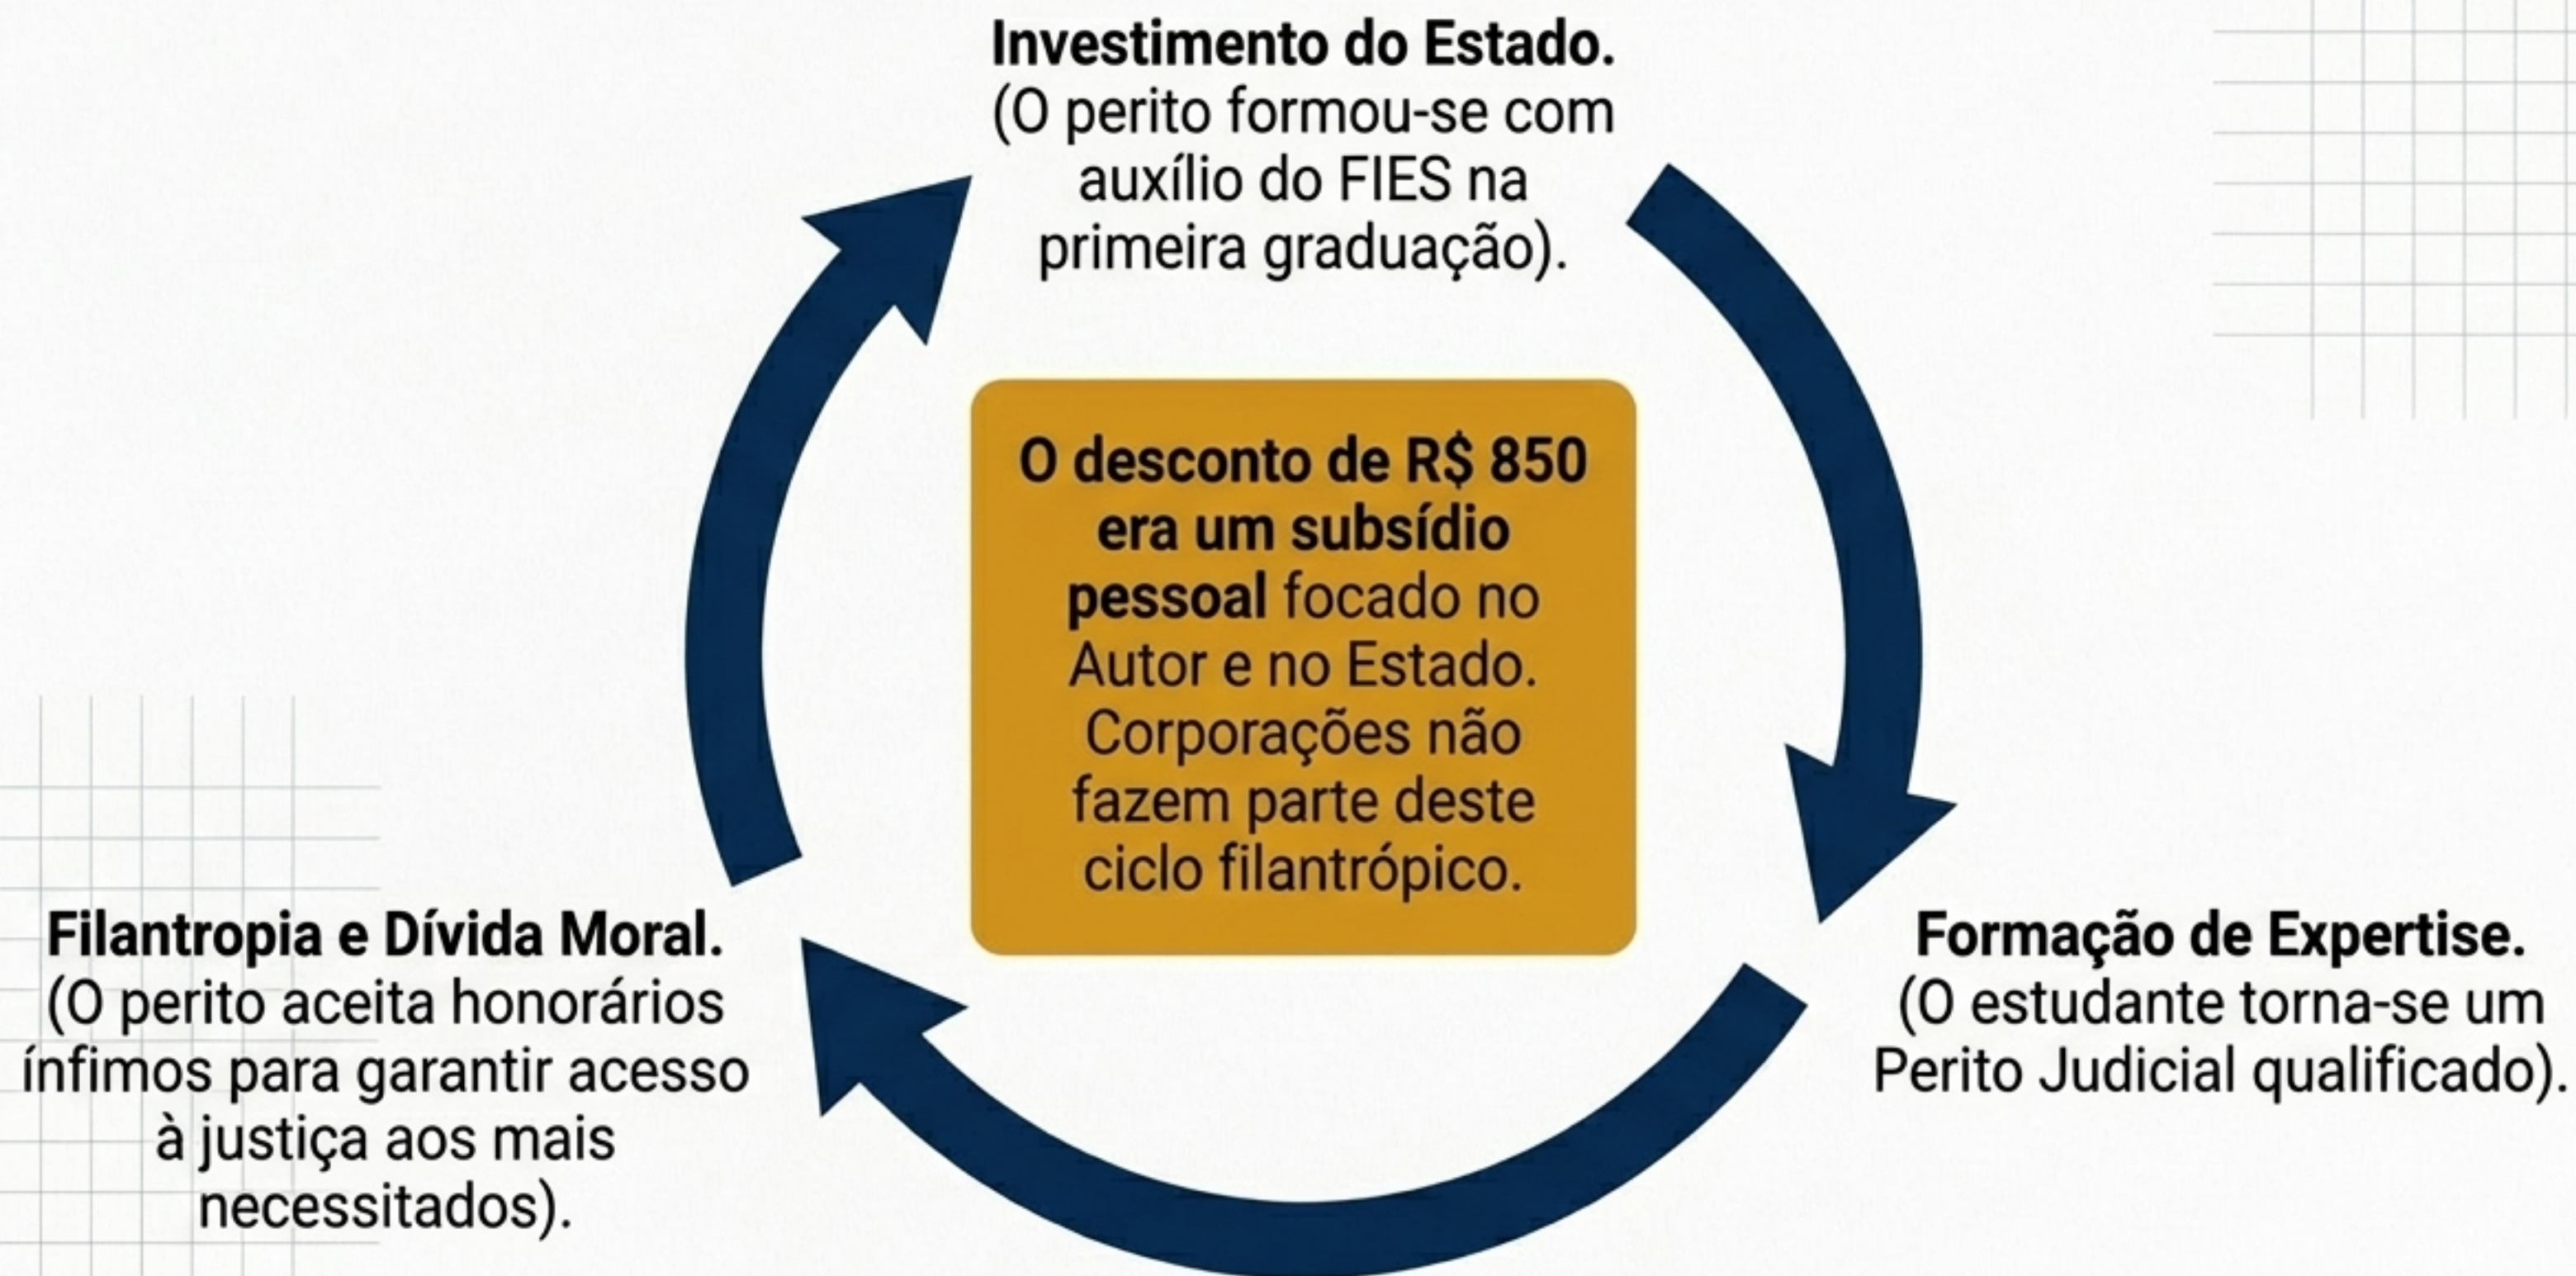 Investimento do Estado.
(O perito formou-se com
auxílio do FIES na
primeira graduação).
O desconto de R$ 850
era um subsídio
pessoal focado no
Autor e no Estado.
Corporações não
fazem parte deste
ciclo filantrópico.
Filantropia e Dívida Moral.
(O perito aceita honorários
ínfimos para garantir acesso
à justiça aos mais
necessitados).
Formação de Expertise.
(O estudante torna-se um
Perito Judicial qualificado).